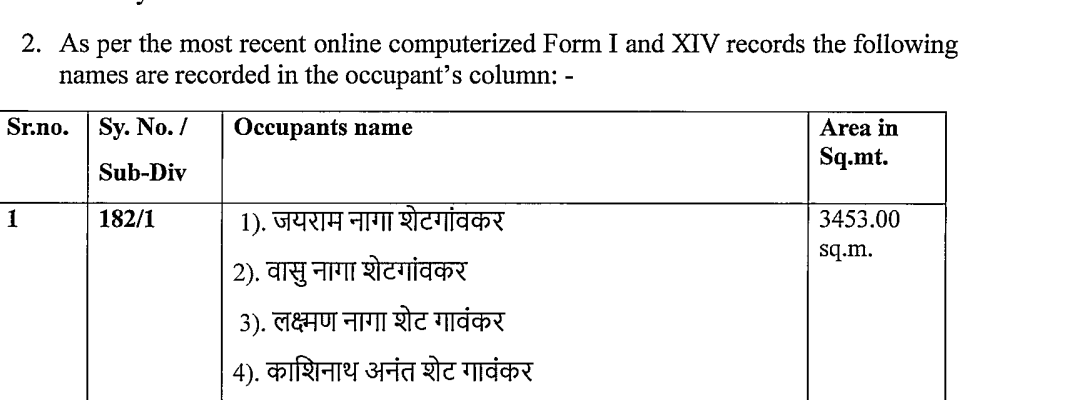 2. As per the most recent online computerized Form I and XIV records the following
names are recorded in the occupant's column: -
Sr.no. Sy. No. / Occupants name Area in
Sub-Div Sq.mt.
1 182/1 1). जयराम नागा शेटगांवकर 3453.00
sq.m.
2). वासु नागा शेटगांवकर
3). लक्ष्मण नागा शेट गावंकर
4). काशिनाथ अनंत शेट गावंकर